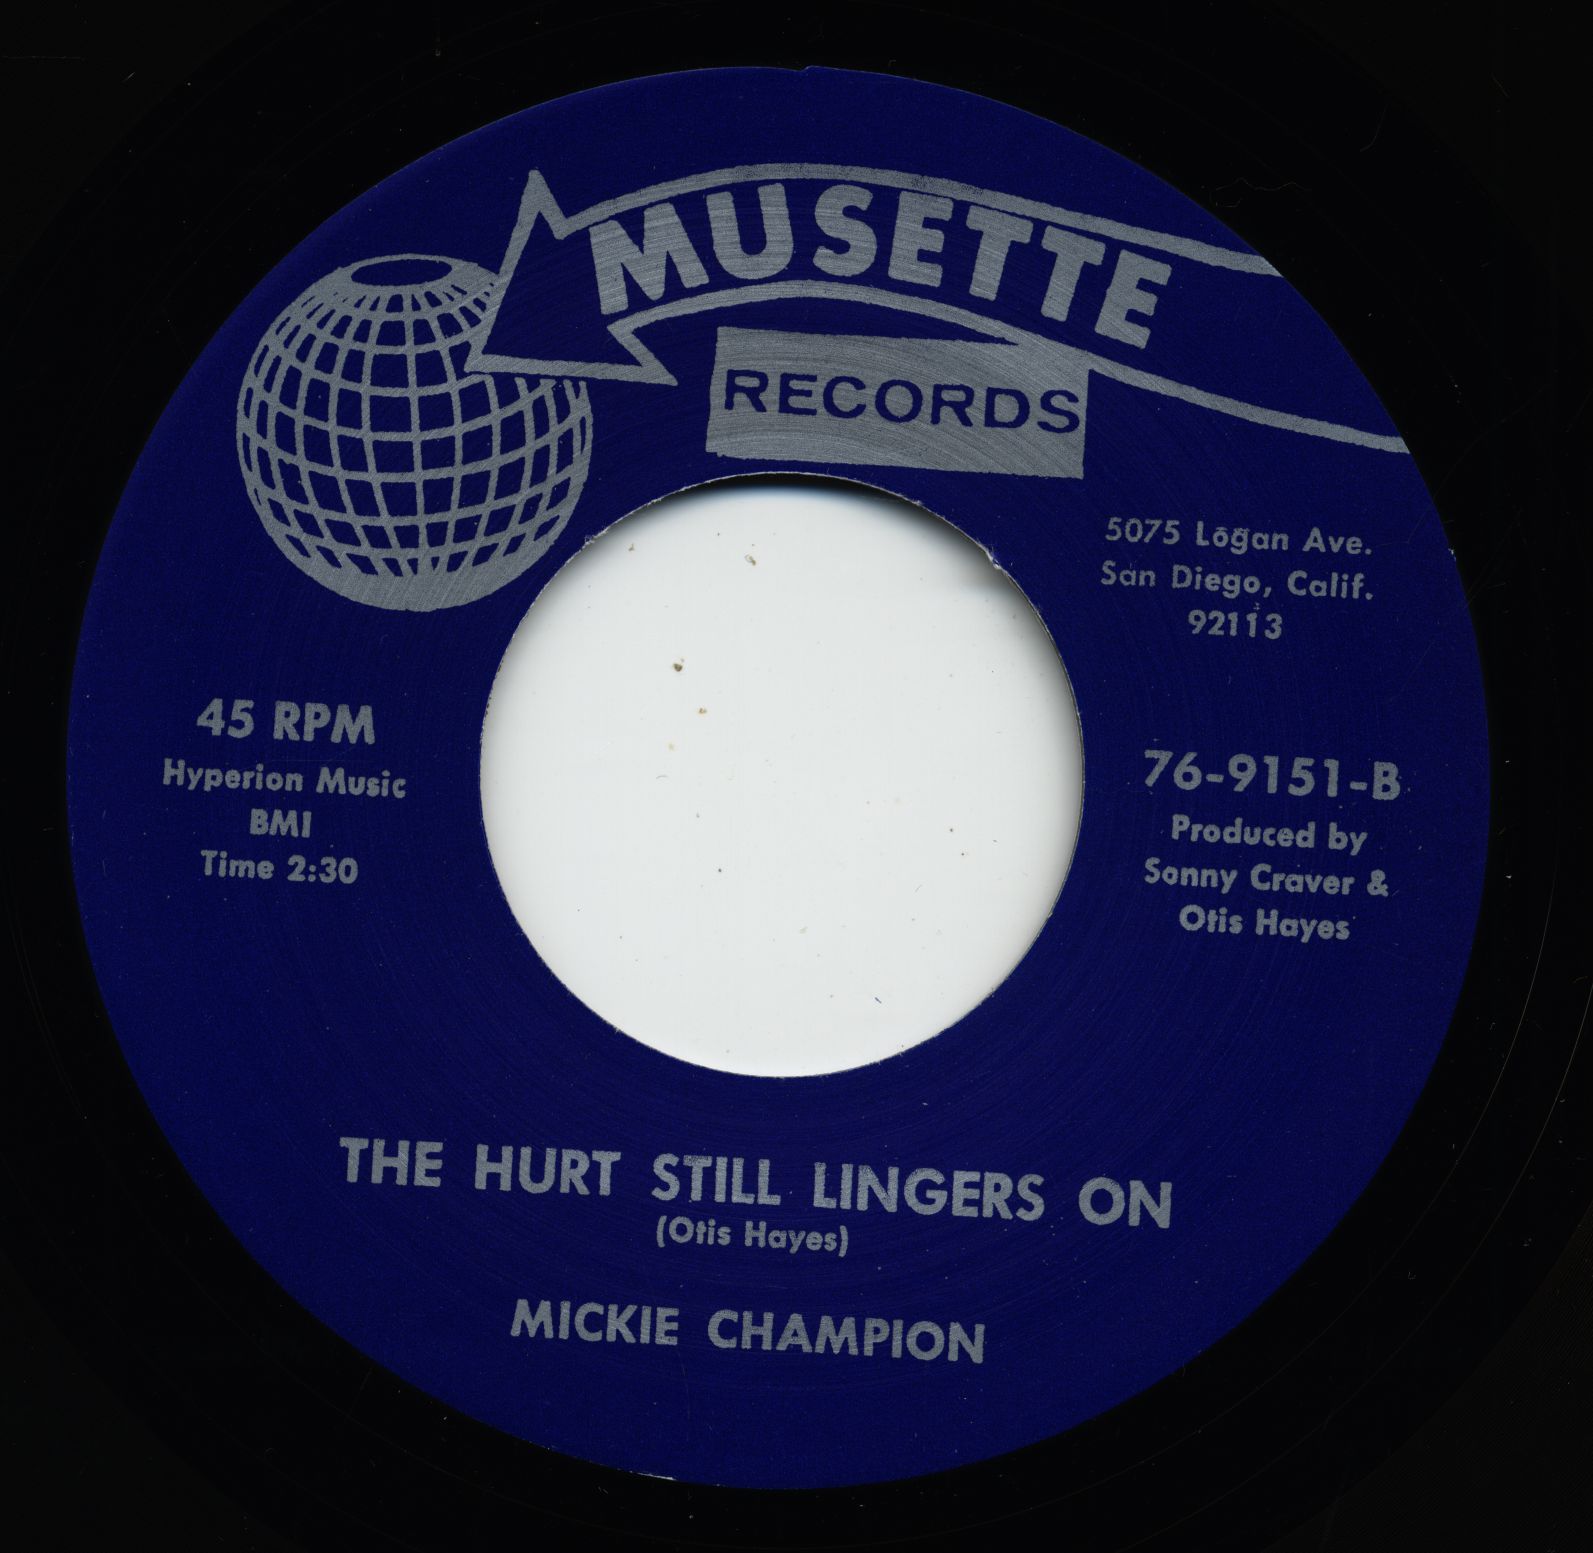 MUSETTE
RECORDS
5075 Logan Ave.
San Diego, Calif.
92113
45 RPM
Hyperion Music
BMI
Time 2:30
76-9151-B
Produced by
Sonny Craver &
Otis Hayes
THE HURT STILL LINGERS ON
(Otis Hayes)
MICKIE CHAMPION